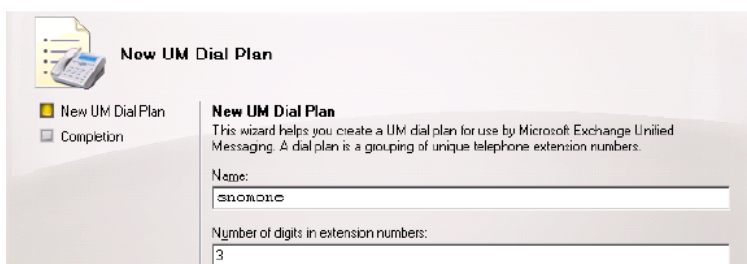 New UM Dial Plan
New UM Dial Plan
Completion
New UM Dial Plan
This wizard helps you create a UM dial plan for use by Microsoft Exchange Unified
Messaging. A dial plan is a grouping of unique telephone extension numbers.
Name:
snomone
Number of digits in extension numbers:
3